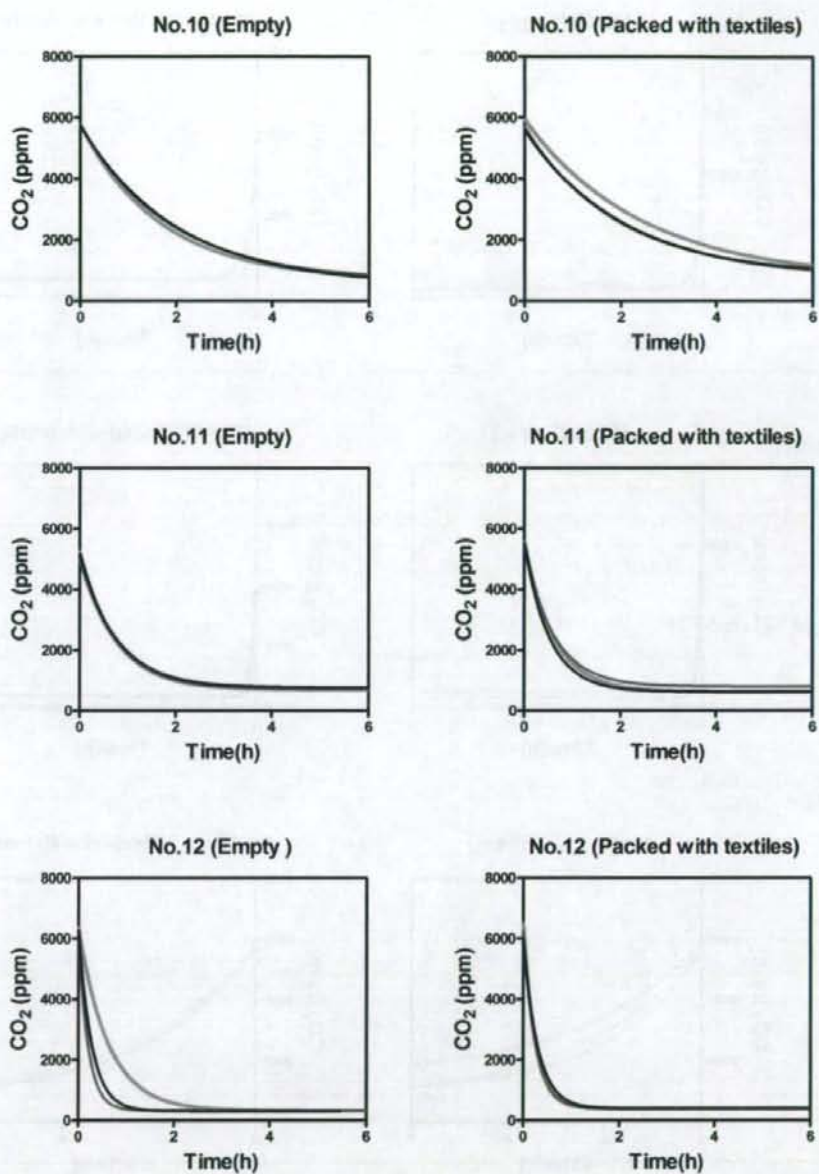 No.10 (Empty)
8000
6000
4000
2000
0
CO2 (ppm)
0 2 4 6
Time(h)
No.10 (Packed with textiles)
8000
6000
4000
2000
0
CO2 (ppm)
0 2 4 6
Time(h)
No.11 (Empty)
8000
6000
4000
2000
0
CO2 (ppm)
0 2 4 6
Time(h)
No.11 (Packed with textiles)
8000
6000
4000
2000
0
CO2 (ppm)
0 2 4 6
Time(h)
No.12 (Empty )
8000
6000
4000
2000
0
CO2 (ppm)
0 2 4 6
Time(h)
No.12 (Packed with textiles)
8000
6000
4000
2000
0
CO2 (ppm)
0 2 4 6
Time(h)